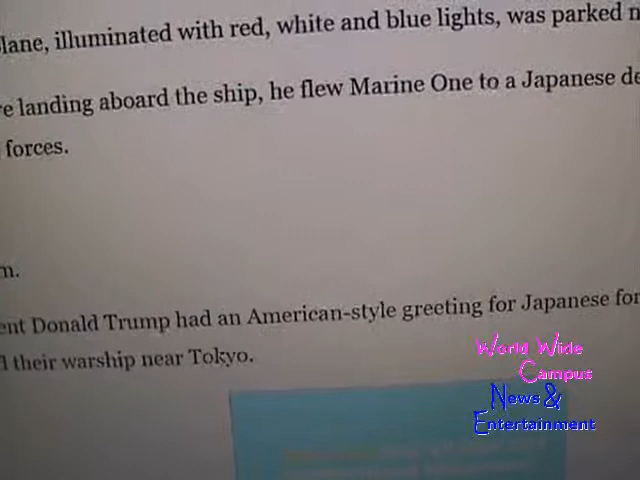 lane, illuminated with red, white and blue lights, was parked n
e landing aboard the ship, he flew Marine One to a Japanese de
forces.
n.
ent Donald Trump had an American-style greeting for Japanese for
their warship near Tokyo.
World Wide
Campus
News &
Entertainment